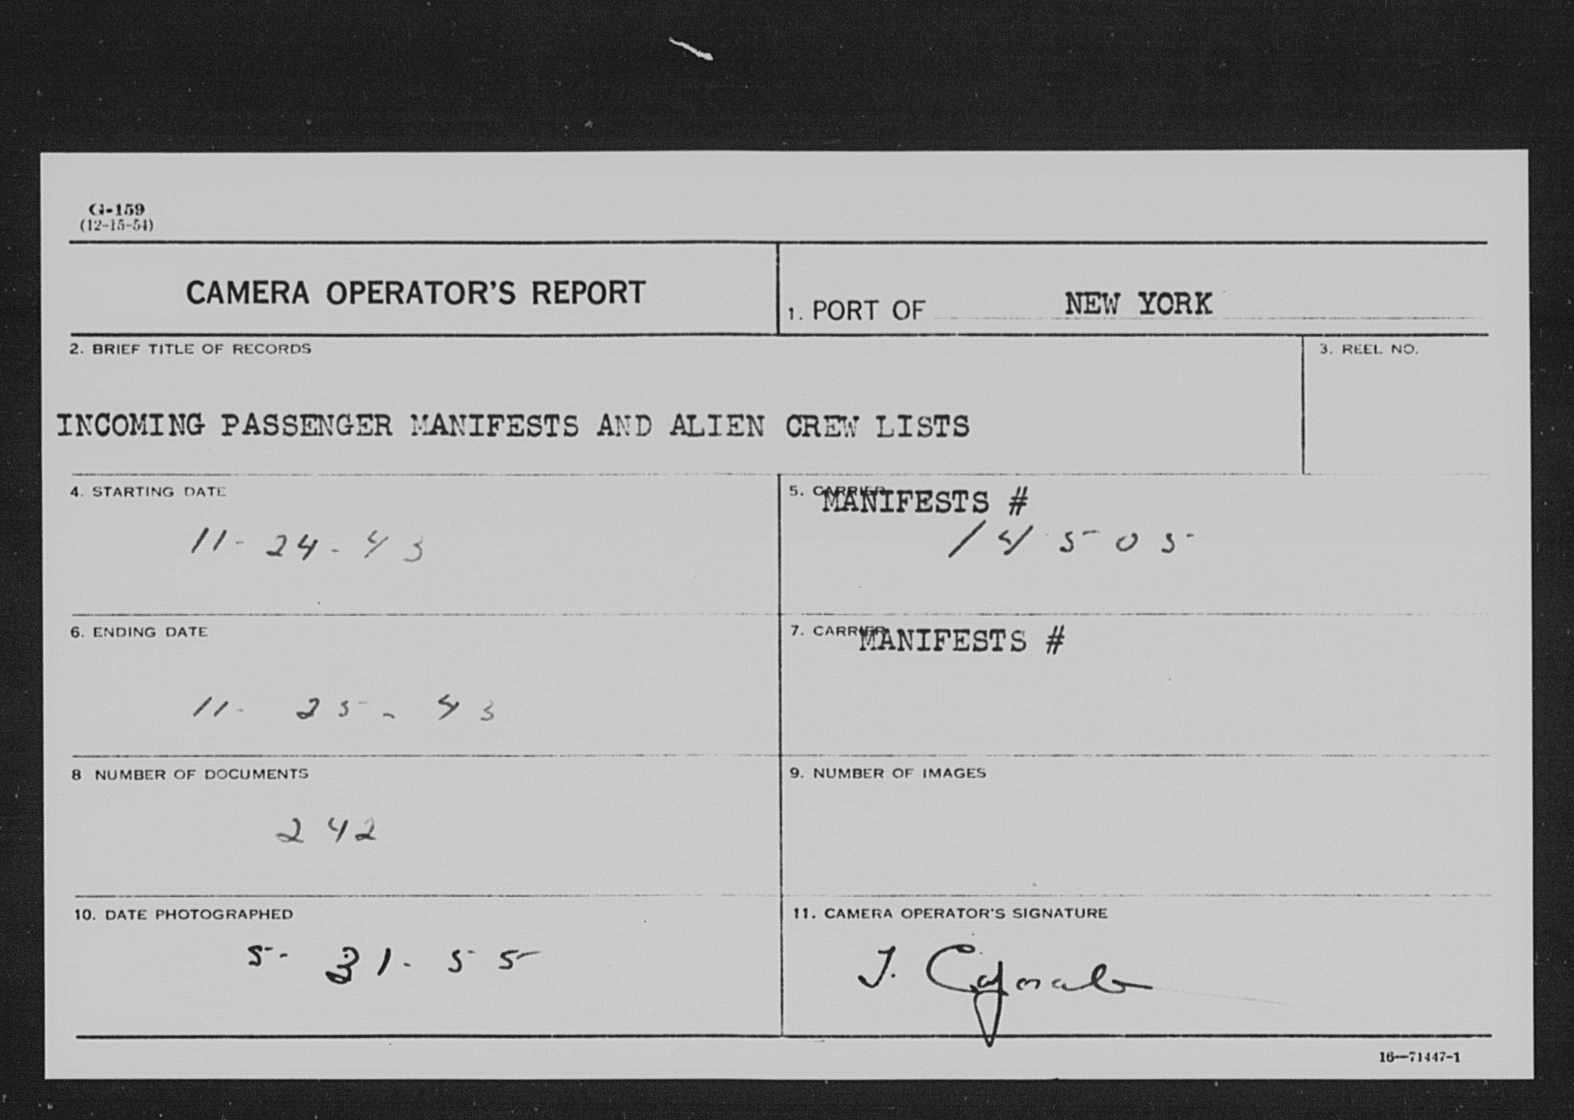 G-159
(12-15-54)
CAMERA OPERATOR'S REPORT
1. PORT OF NEW YORK
2. BRIEF TITLE OF RECORDS
3. REEL NO.
INCOMING PASSENGER MANIFESTS AND ALIEN CREW LISTS
4. STARTING DATE
5. CARRIER
MANIFESTS #
11-24-43
14505
6. ENDING DATE
7. CARRIER
MANIFESTS #
11-25-43
8 NUMBER OF DOCUMENTS
9. NUMBER OF IMAGES
242
10. DATE PHOTOGRAPHED
11. CAMERA OPERATOR'S SIGNATURE
5-31-55
J.
16—71447-1